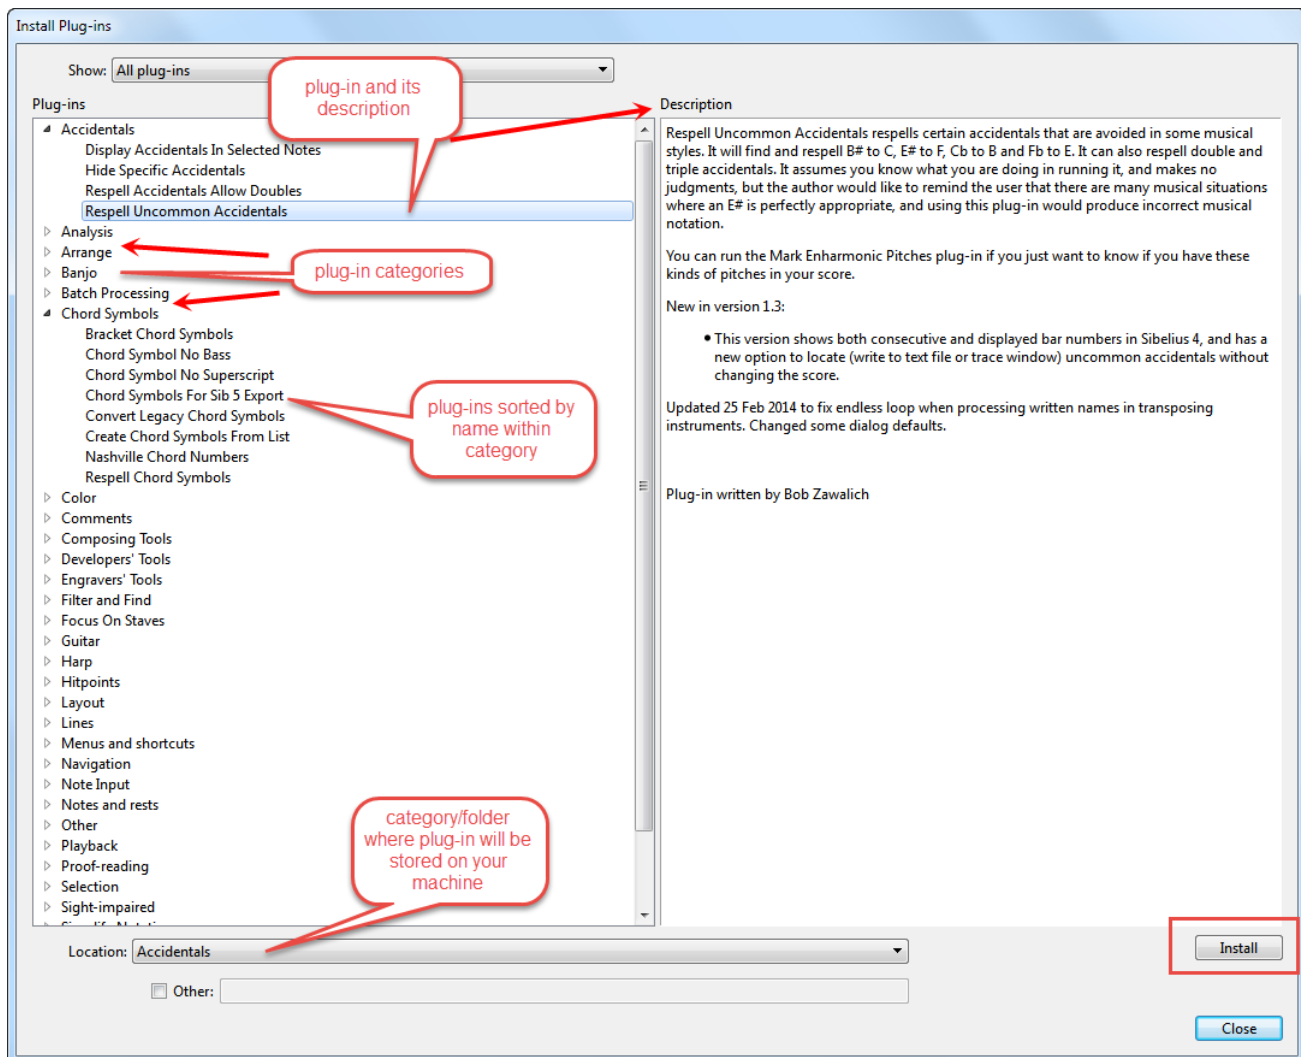 Install Plug-ins
Show: All plug-ins
plug-in and its
description
Plug-ins
Description
Accidentals
Display Accidentals In Selected Notes
Hide Specific Accidentals
Respell Accidentals Allow Doubles
Respell Uncommon Accidentals
Analysis
Arrange
Banjo
plug-in categories
Batch Processing
Chord Symbols
Bracket Chord Symbols
Chord Symbol No Bass
Chord Symbol No Superscript
Chord Symbols For Sib 5 Export
Convert Legacy Chord Symbols
Create Chord Symbols From List
Nashville Chord Numbers
Respell Chord Symbols
plug-ins sorted by
name within
category
Color
Comments
Composing Tools
Developers' Tools
Engravers' Tools
Filter and Find
Focus On Staves
Guitar
Harp
Hitpoints
Layout
Lines
Menus and shortcuts
Navigation
Note Input
Notes and rests
Other
Playback
Proof-reading
Selection
Sight-impaired
category/folder
where plug-in will be
stored on your
machine
Respell Uncommon Accidentals respells certain accidentals that are avoided in some musical
styles. It will find and respell B# to C, E# to F, Cb to B and Fb to E. It can also respell double and
triple accidentals. It assumes you know what you are doing in running it, and makes no
judgments, but the author would like to remind the user that there are many musical situations
where an E# is perfectly appropriate, and using this plug-in would produce incorrect musical
notation.
You can run the Mark Enharmonic Pitches plug-in if you just want to know if you have these
kinds of pitches in your score.
New in version 1.3:
• This version shows both consecutive and displayed bar numbers in Sibelius 4, and has a
new option to locate (write to text file or trace window) uncommon accidentals without
changing the score.
Updated 25 Feb 2014 to fix endless loop when processing written names in transposing
instruments. Changed some dialog defaults.
Plug-in written by Bob Zawalich
Location: Accidentals
Install
Other:
Close